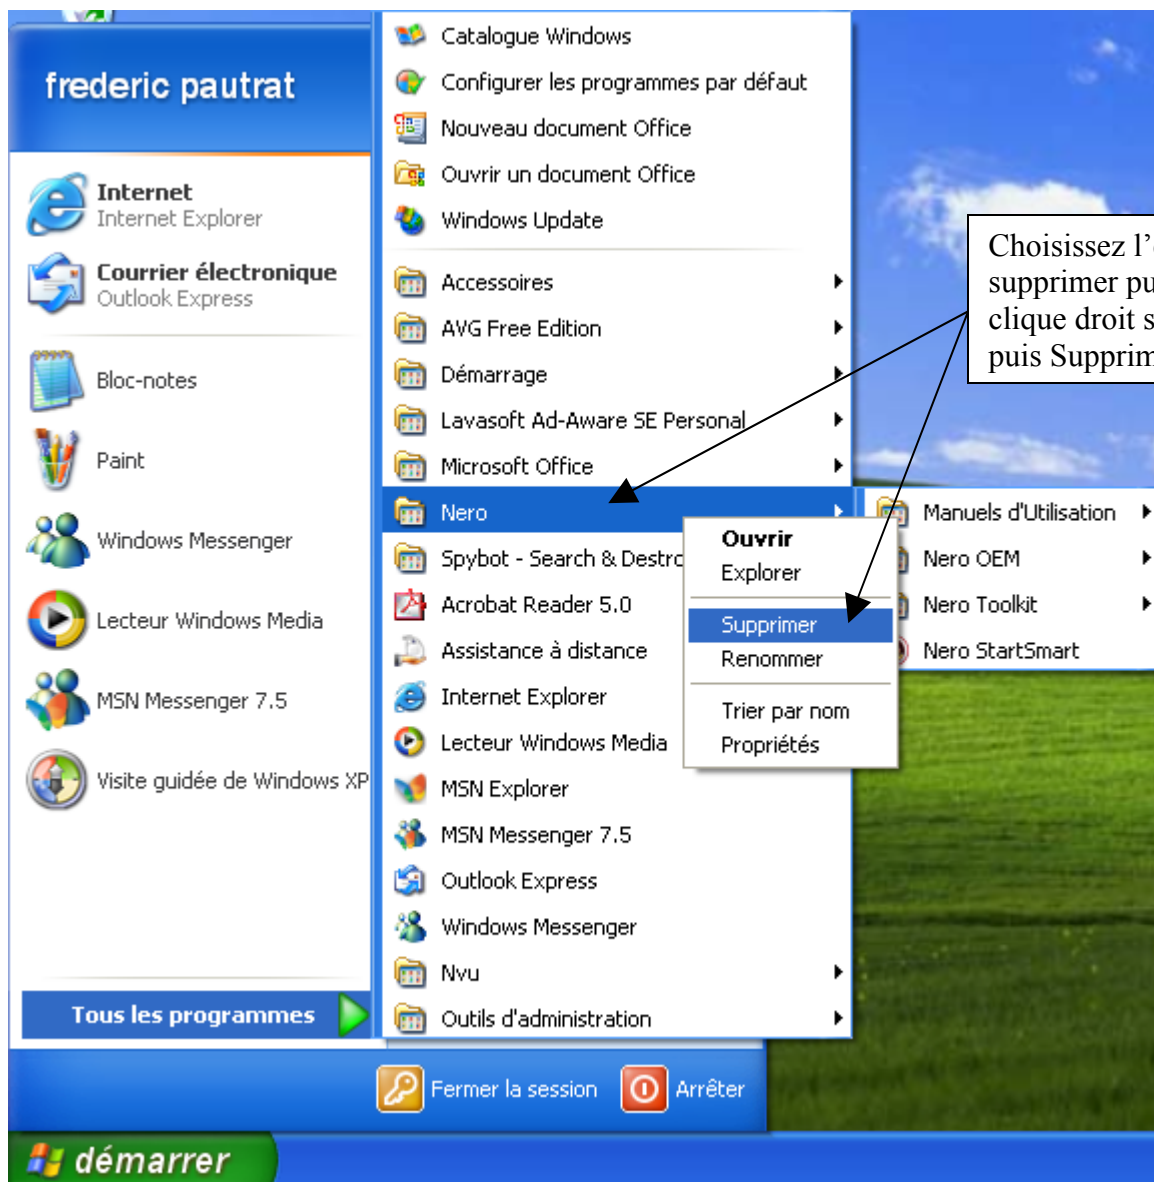 frederic pautrat
Internet
Internet Explorer
Courrier électronique
Outlook Express
Bloc-notes
Paint
Windows Messenger
Lecteur Windows Media
MSN Messenger 7.5
Visite guidée de Windows XP
Tous les programmes
Catalogue Windows
Configurer les programmes par défaut
Nouveau document Office
Ouvrir un document Office
Windows Update
Accessoires
AVG Free Edition
Démarrage
Lavasoft Ad-Aware SE Personal
Microsoft Office
Nero
Spybot - Search & Destro
Acrobat Reader 5.0
Assistance à distance
Internet Explorer
Lecteur Windows Media
MSN Explorer
MSN Messenger 7.5
Outlook Express
Windows Messenger
Nvu
Outils d'administration
Ouvrir
Explorer
Supprimer
Renommer
Trier par nom
Propriétés
Manuels d'Utilisation
Nero OEM
Nero Toolkit
Nero StartSmart
Choisissez l'
supprimer pu
clique droit s
puis Supprim
Fermer la session
Arrêter
démarrer